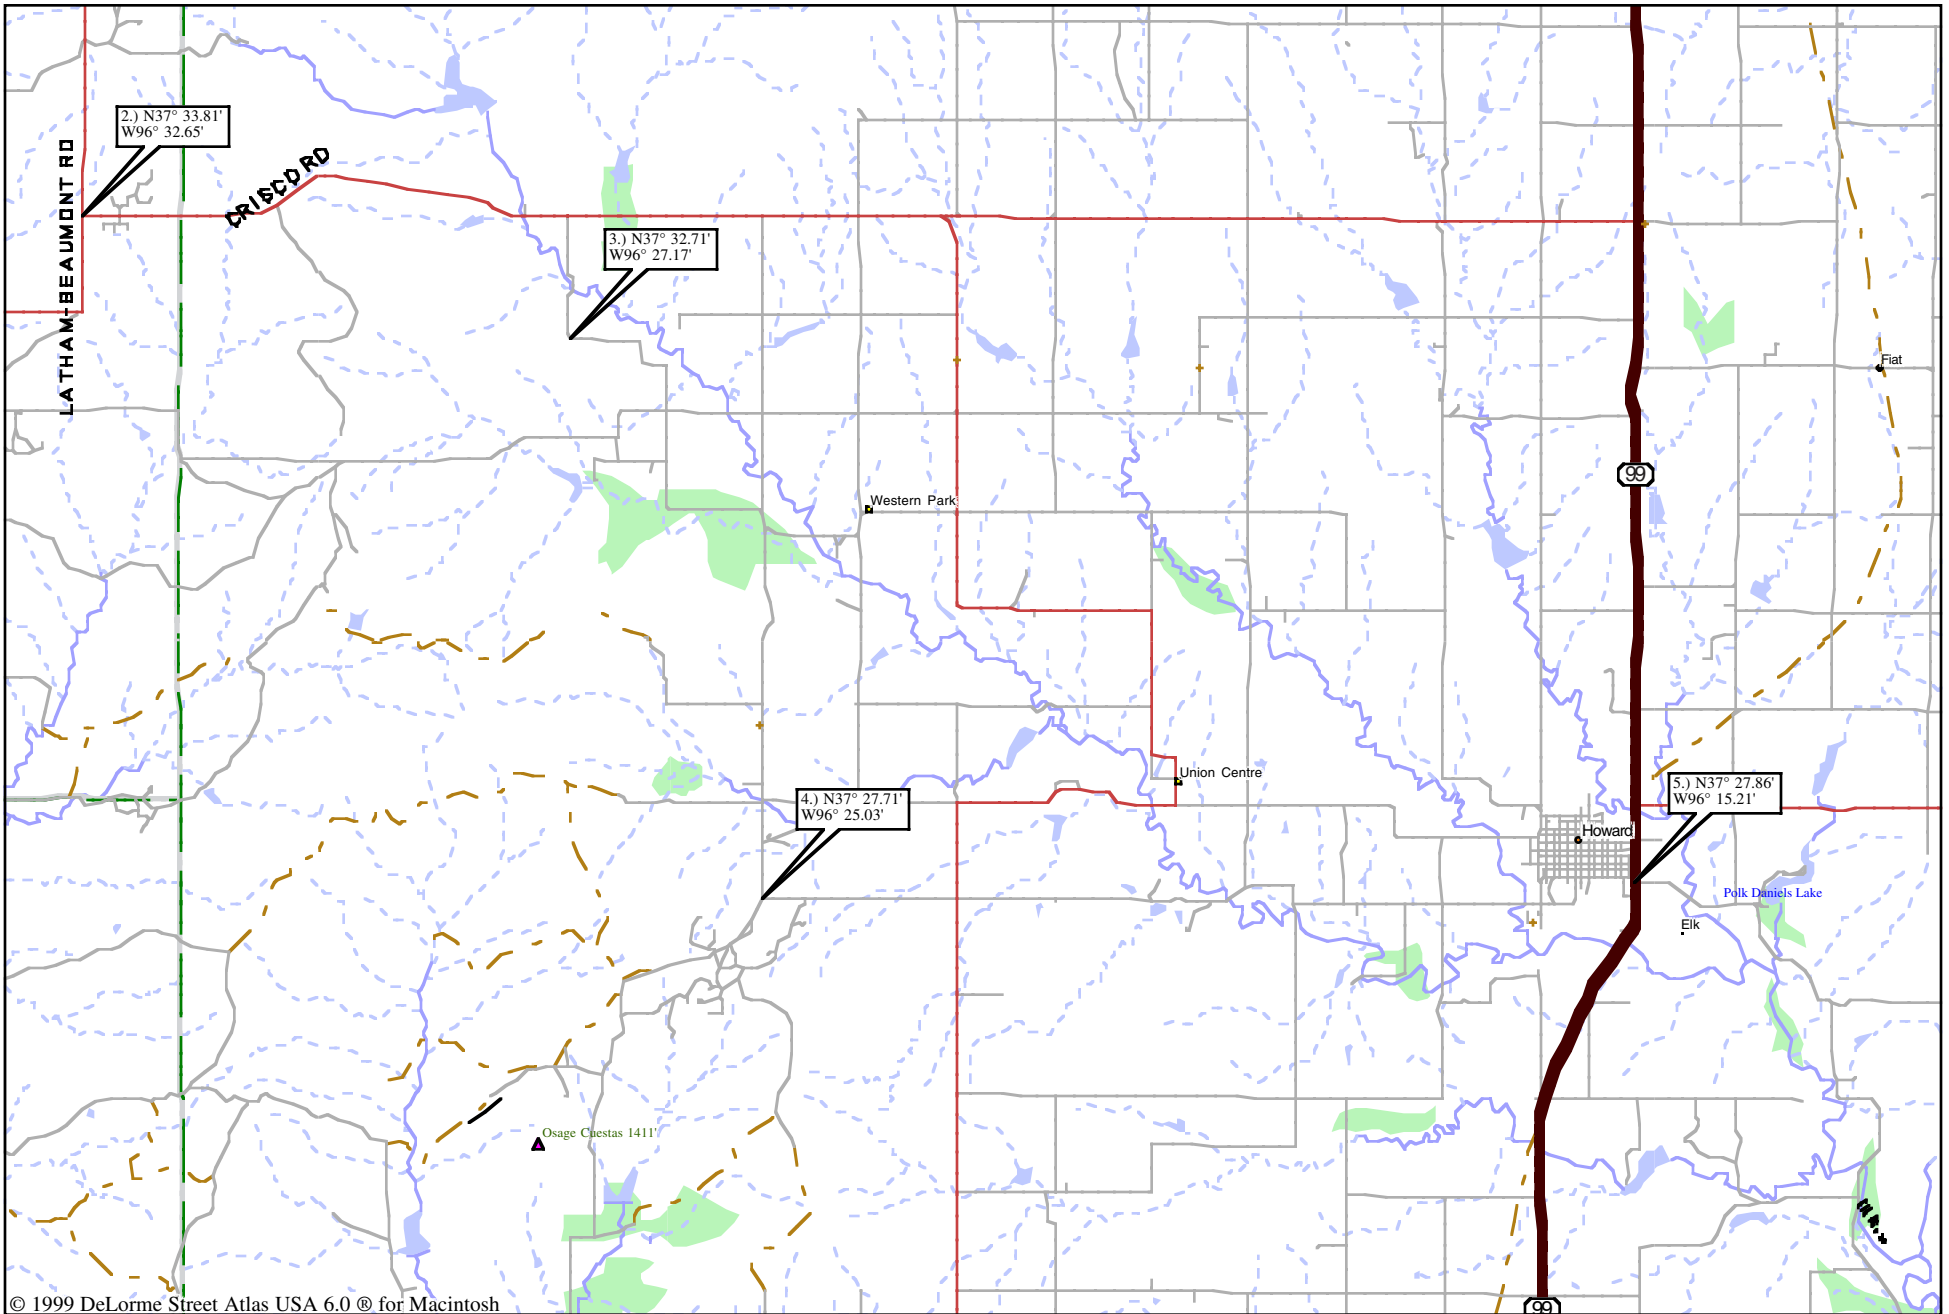 2.) N37° 33.81'
W96° 32.65'
LATHAM-BEAUMONT RD
CRISCO RD
3.) N37° 32.71'
W96° 27.17'
Fiat
99
Western Park
Union Centre
4.) N37° 27.71'
W96° 25.03'
5.) N37° 27.86'
W96° 15.21'
Howard
Polk Daniels Lake
Elk
Osage Cuestas 1411'
99
© 1999 DeLorme Street Atlas USA 6.0 ® for Macintosh